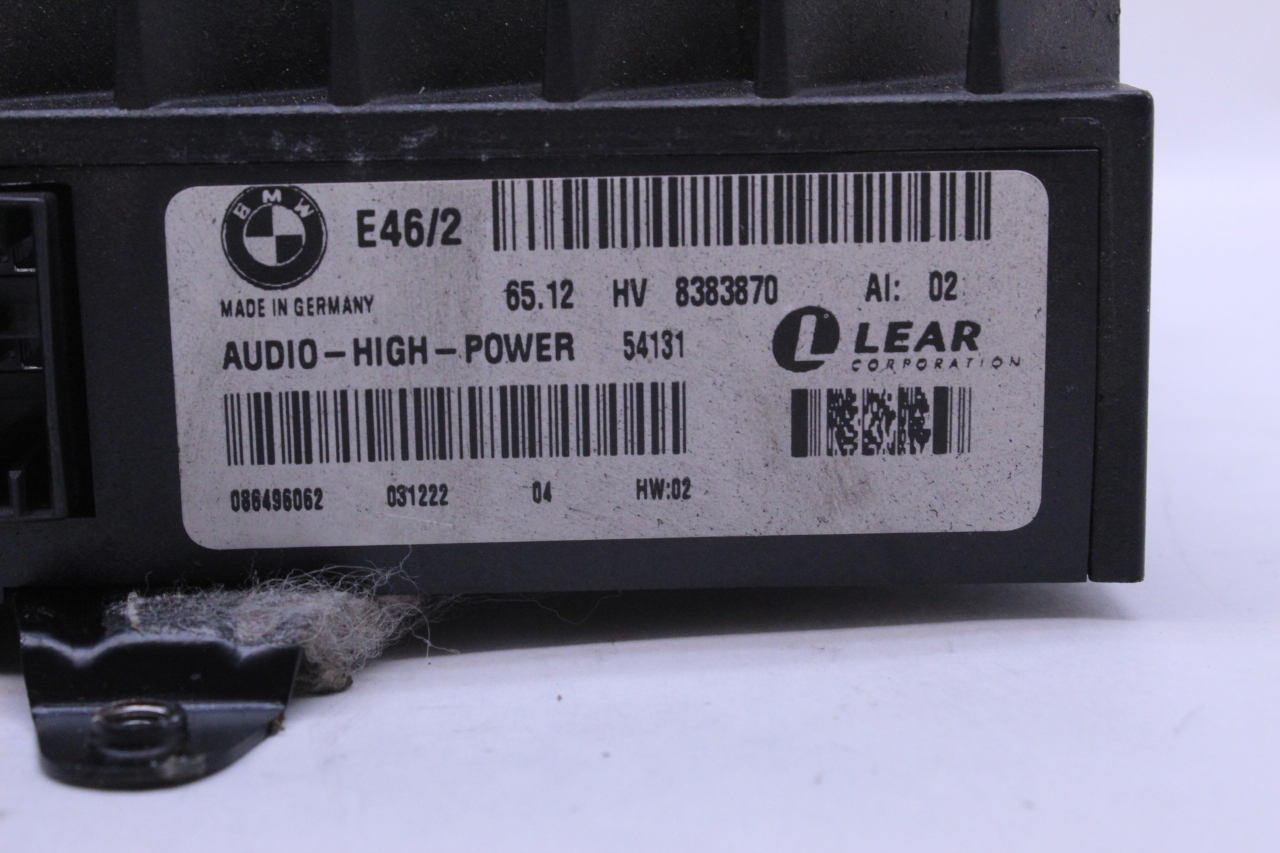 BMW E46/2
MADE IN GERMANY
65.12 HV 8383870 AI: 02
AUDIO-HIGH-POWER 54131
LEAR
CORPORATION
086496062 031222 04 HW:02